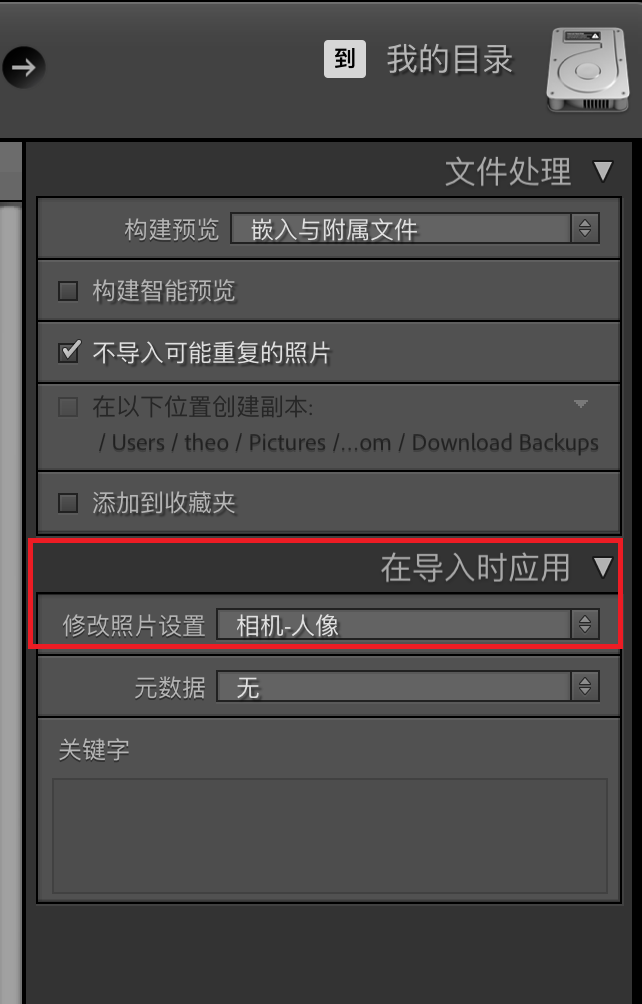 到 我的目录
文件处理
构建预览 嵌入与附属文件
构建智能预览
不导入可能重复的照片
在以下位置创建副本:
/ Users / theo / Pictures /...om / Download Backups
添加到收藏夹
在导入时应用
修改照片设置 相机-人像
元数据 无
关键字